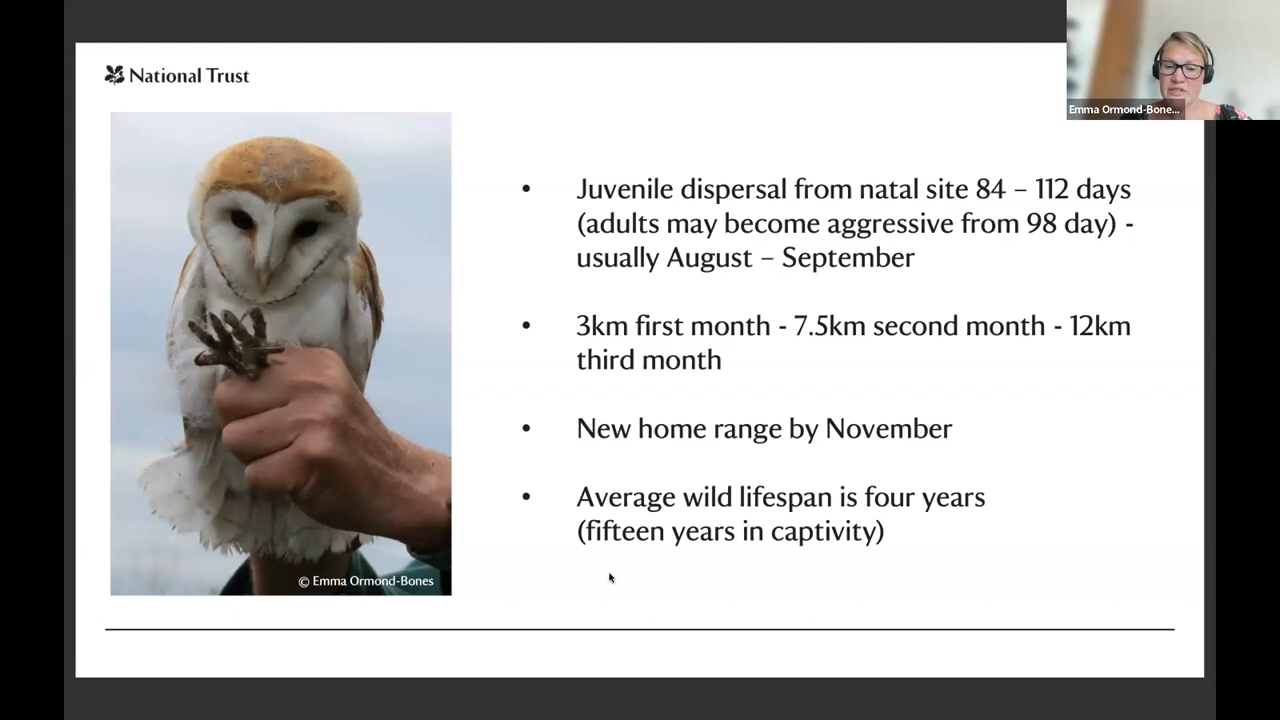 National Trust
Emma Ormond-Bone...
• Juvenile dispersal from natal site 84 – 112 days
(adults may become aggressive from 98 day) -
usually August – September
• 3km first month - 7.5km second month - 12km
third month
• New home range by November
• Average wild lifespan is four years
(fifteen years in captivity)
© Emma Ormond-Bones